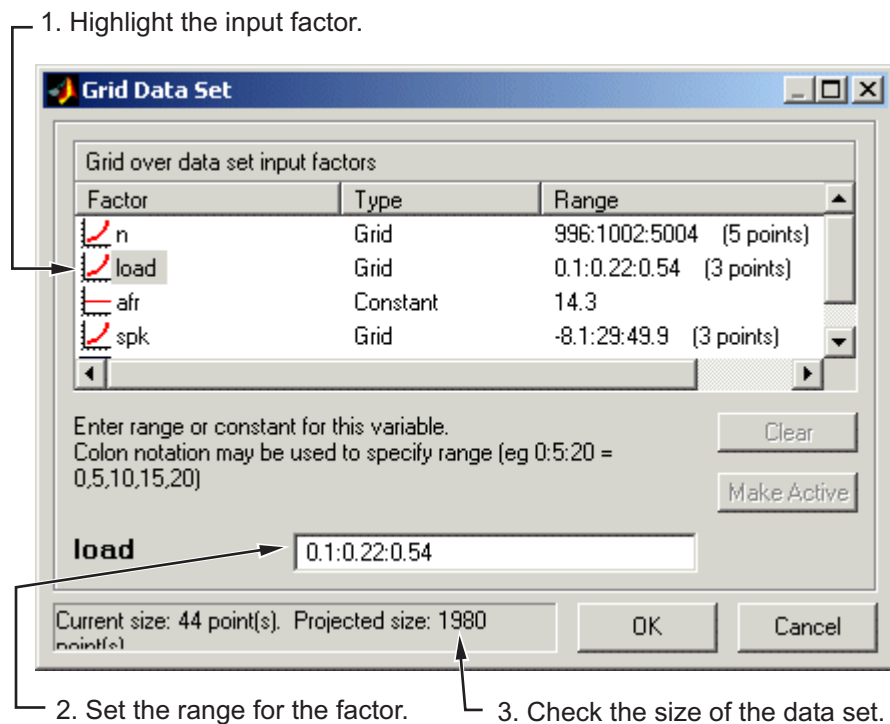 1. Highlight the input factor.
Grid Data Set
Grid over data set input factors
Factor Type Range
n Grid 996:1002:5004 (5 points)
load Grid 0.1:0.22:0.54 (3 points)
afr Constant 14.3
spk Grid -8.1:29:49.9 (3 points)
Enter range or constant for this variable.
Colon notation may be used to specify range (eg 0:5:20 =
0,5,10,15,20)
Clear
Make Active
load 0.1:0.22:0.54
Current size: 44 point(s). Projected size: 1980
point(s)
OK Cancel
2. Set the range for the factor.
3. Check the size of the data set.